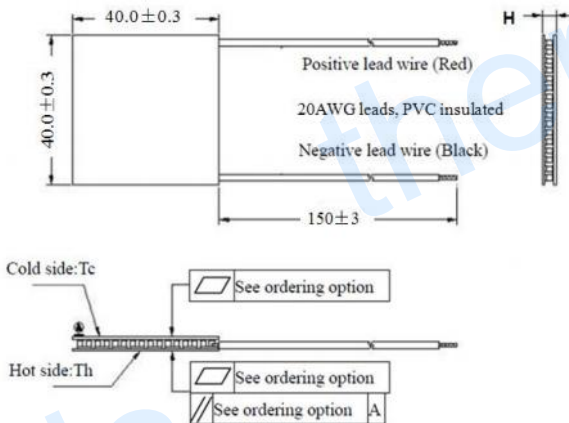 40.0±0.3
H
40.0±0.3
Positive lead wire (Red)
20AWG leads, PVC insulated
Negative lead wire (Black)
150±3
Cold side:Tc
See ordering option
Hot side:Th
See ordering option
See ordering option A
ther